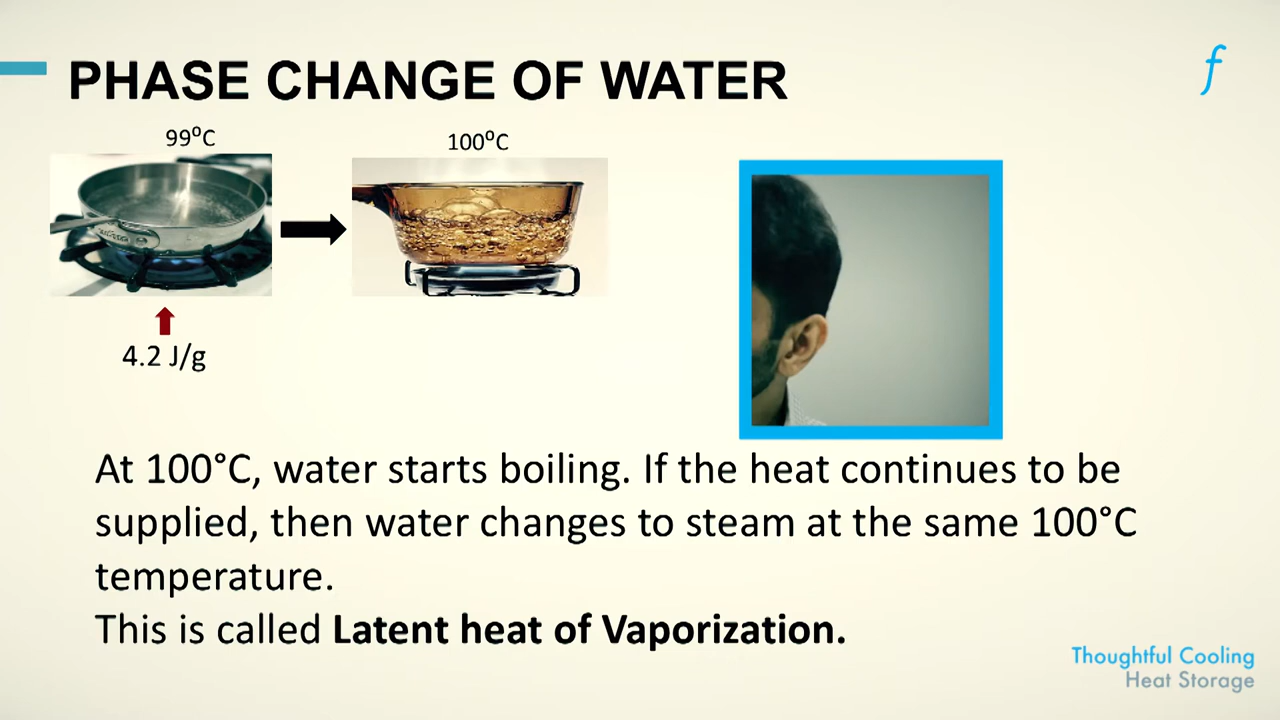 PHASE CHANGE OF WATER
f
99⁰C
100⁰C
4.2 J/g
At 100°C, water starts boiling. If the heat continues to be
supplied, then water changes to steam at the same 100°C
temperature.
This is called Latent heat of Vaporization.
Thoughtful Cooling
Heat Storage